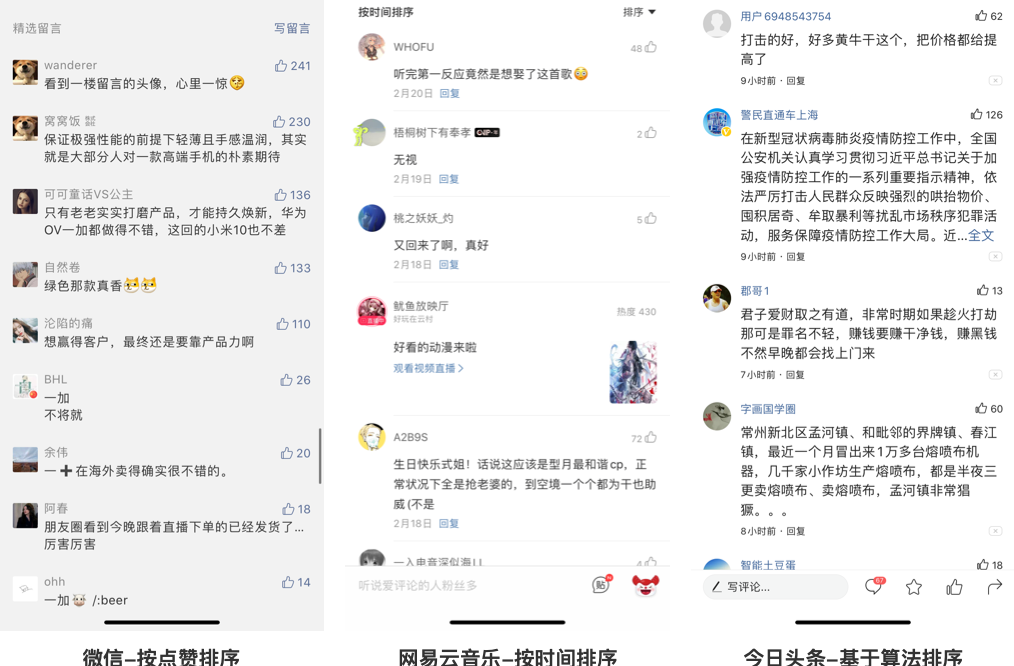 精选留言
写留言
wanderer
241
看到一楼留言的头像，心里一惊
窝窝饭
230
保证极强性能的前提下轻薄且手感温润，其实
就是大部分人对一款高端手机的朴素期待
可可童话VS公主
136
只有老老实实打磨产品，才能持久焕新，华为
OV一加都做得不错，这回的小米10也不差
自然卷
133
绿色那款真香
沦陷的痛
110
想赢得客户，最终还是要靠产品力啊
BHL
26
一加
不将就
余伟
20
一➕在海外卖得确实很不错的。
阿春
18
朋友圈看到今晚跟着直播下单的已经发货了...
厉害厉害
ohh
14
一加 /:beer
微信-按点赞排序
按时间排序
排序
WHOFU
48
听完第一反应竟然是想娶了这首歌
2月20日 回复
梧桐树下有奉孝
2
无视
2月19日 回复
桃之妖妖_灼
5
又回来了啊，真好
2月18日 回复
鱿鱼放映厅
热度 430
好玩在云村
直播中
好看的动漫来啦
观看视频直播
A2B9S
72
生日快乐式姐！话说这应该是型月最和谐cp，正
常状况下全是抢老婆的，到空境一个个都为干也助
威(不是
2月18日 回复
一入电音深似海LL
4
听说爱评论的人粉丝多
贴
网易云音乐-按时间排序
用户6948543754
62
打击的好，好多黄牛干这个，把价格都给提
高了
9小时前 · 回复
警民直通车上海
126
在新型冠状病毒肺炎疫情防控工作中，全国
公安机关认真学习贯彻习近平总书记关于加
强疫情防控工作的一系列重要指示精神，依
法严厉打击人民群众反映强烈的哄抬物价、
囤积居奇、牟取暴利等扰乱市场秩序犯罪活
动，服务保障疫情防控工作大局。近...全文
9小时前 · 回复
郡哥1
13
君子爱财取之有道，非常时期如果趁火打劫
那可是罪名不轻，赚钱要赚干净钱，赚黑钱
不然早晚都会找上门来
7小时前 · 回复
字画国学圈
60
常州新北区孟河镇、和毗邻的界牌镇、春江
镇，最近一个月冒出来1万多台熔喷布机
器，几千家小作坊生产熔喷布，都是半夜三
更卖熔喷布、卖熔喷布，孟河镇非常猖
獗。。。
8小时前 · 回复
智能土豆蛋
18
写评论...
67
今日头条-基于算法排序